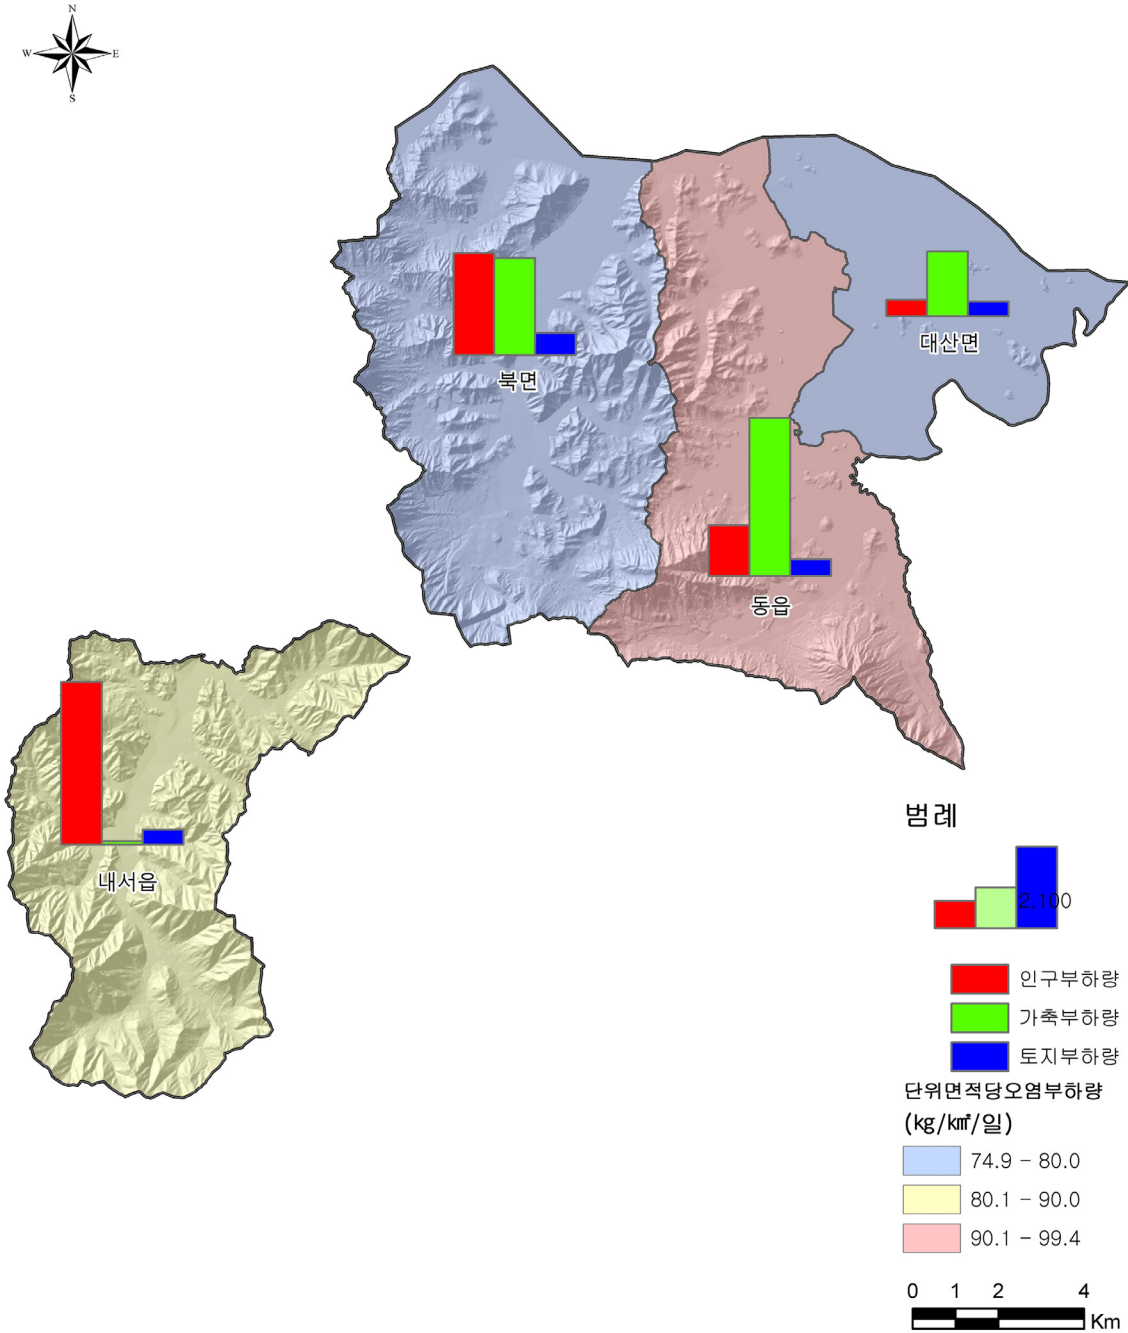 N
W
E
S
북면
대산면
동읍
내서읍
범례
2,100
인구부하량
가축부하량
토지부하량
단위면적당오염부하량
(kg/㎢/일)
74.9 - 80.0
80.1 - 90.0
90.1 - 99.4
0 1 2 4
Km